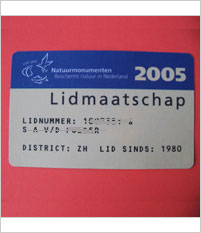 Natuurmonumenten 2005
Beschermt natuur in Nederland
Lidmaatschap
LIDNUMMER:
S A V/D
DISTRICT: ZH LID SINDS: 1980